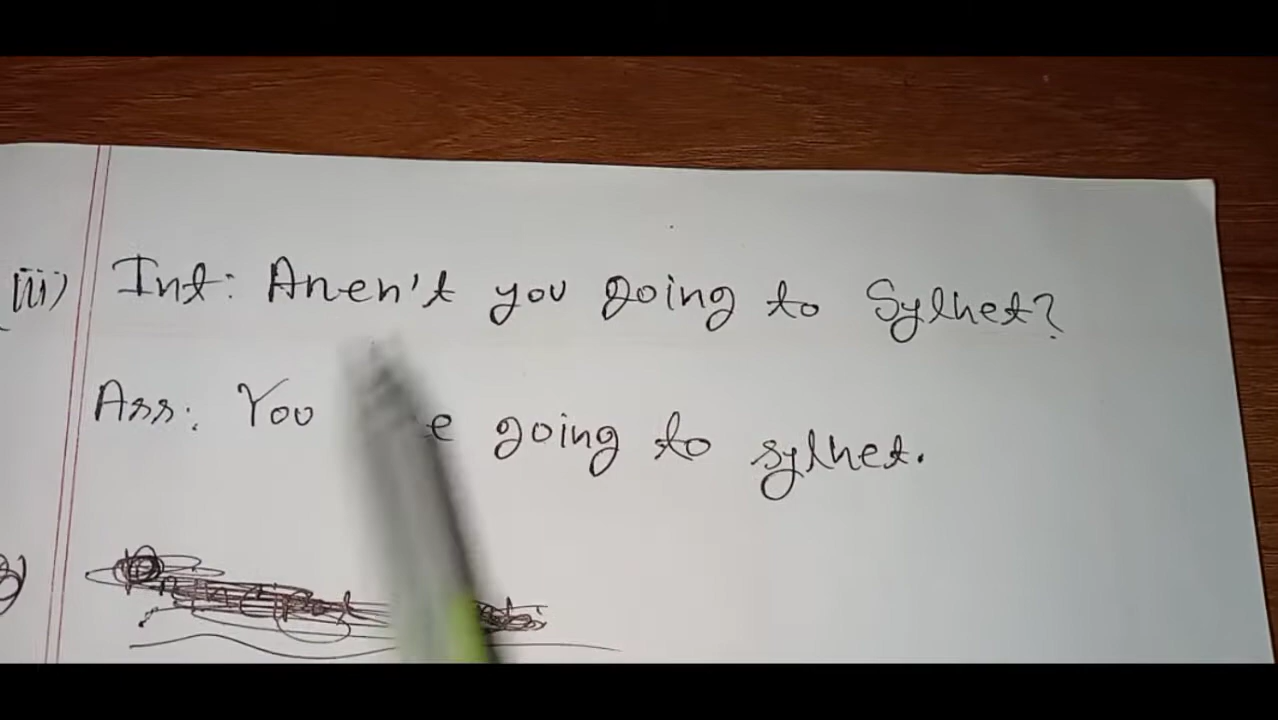 (iii) Int: Aren't you going to Sylhet?
Ass: You e going to sylhet.